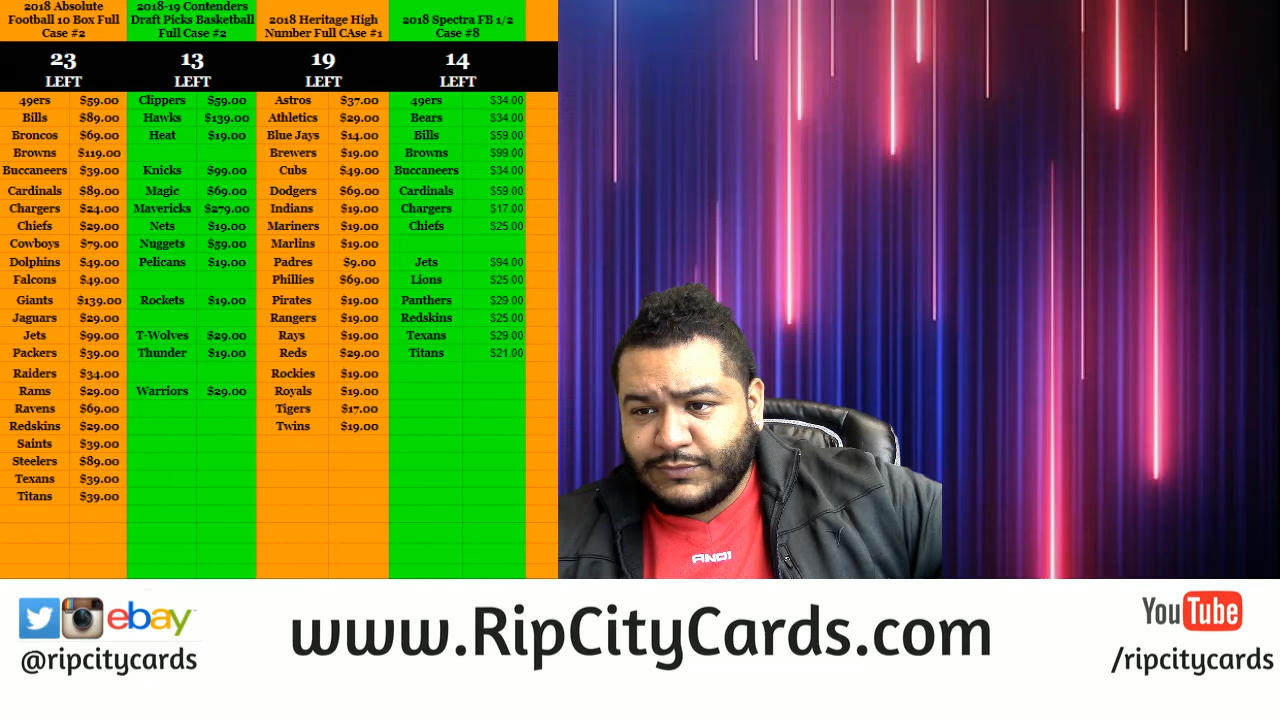 2018 Absolute
Football 10 Box Full
Case #2
2018-19 Contenders
Draft Picks Basketball
Full Case #2
2018 Heritage High
Number Full CAse #1
2018 Spectra FB 1/2
Case #8
23 13 19 14
LEFT LEFT LEFT LEFT
49ers $59.00 Clippers $59.00 Astros $37.00 49ers $34.00
Bills $89.00 Hawks $139.00 Athletics $29.00 Bears $34.00
Broncos $69.00 Heat $19.00 Blue Jays $14.00 Bills $59.00
Browns $119.00 Brewers $19.00 Browns $99.00
Buccaneers $39.00 Knicks $99.00 Cubs $49.00 Buccaneers $34.00
Cardinals $89.00 Magic $69.00 Dodgers $69.00 Cardinals $59.00
Chargers $24.00 Mavericks $279.00 Indians $19.00 Chargers $17.00
Chiefs $29.00 Nets $19.00 Mariners $19.00 Chiefs $25.00
Cowboys $79.00 Nuggets $59.00 Marlins $19.00
Dolphins $49.00 Pelicans $19.00 Padres $9.00 Jets $94.00
Falcons $49.00 Phillies $69.00 Lions $25.00
Giants $139.00 Rockets $19.00 Pirates $19.00 Panthers $29.00
Jaguars $29.00 Rangers $19.00 Redskins $25.00
Jets $99.00 T-Wolves $29.00 Rays $19.00 Texans $29.00
Packers $39.00 Thunder $19.00 Reds $29.00 Titans $21.00
Raiders $34.00 Rockies $19.00
Rams $29.00 Warriors $29.00 Royals $19.00
Ravens $69.00 Tigers $17.00
Redskins $29.00 Twins $19.00
Saints $39.00
Steelers $89.00
Texans $39.00
Titans $39.00
AND1
ebay
@ripcitycards
www.RipCityCards.com
YouTube
/ripcitycards